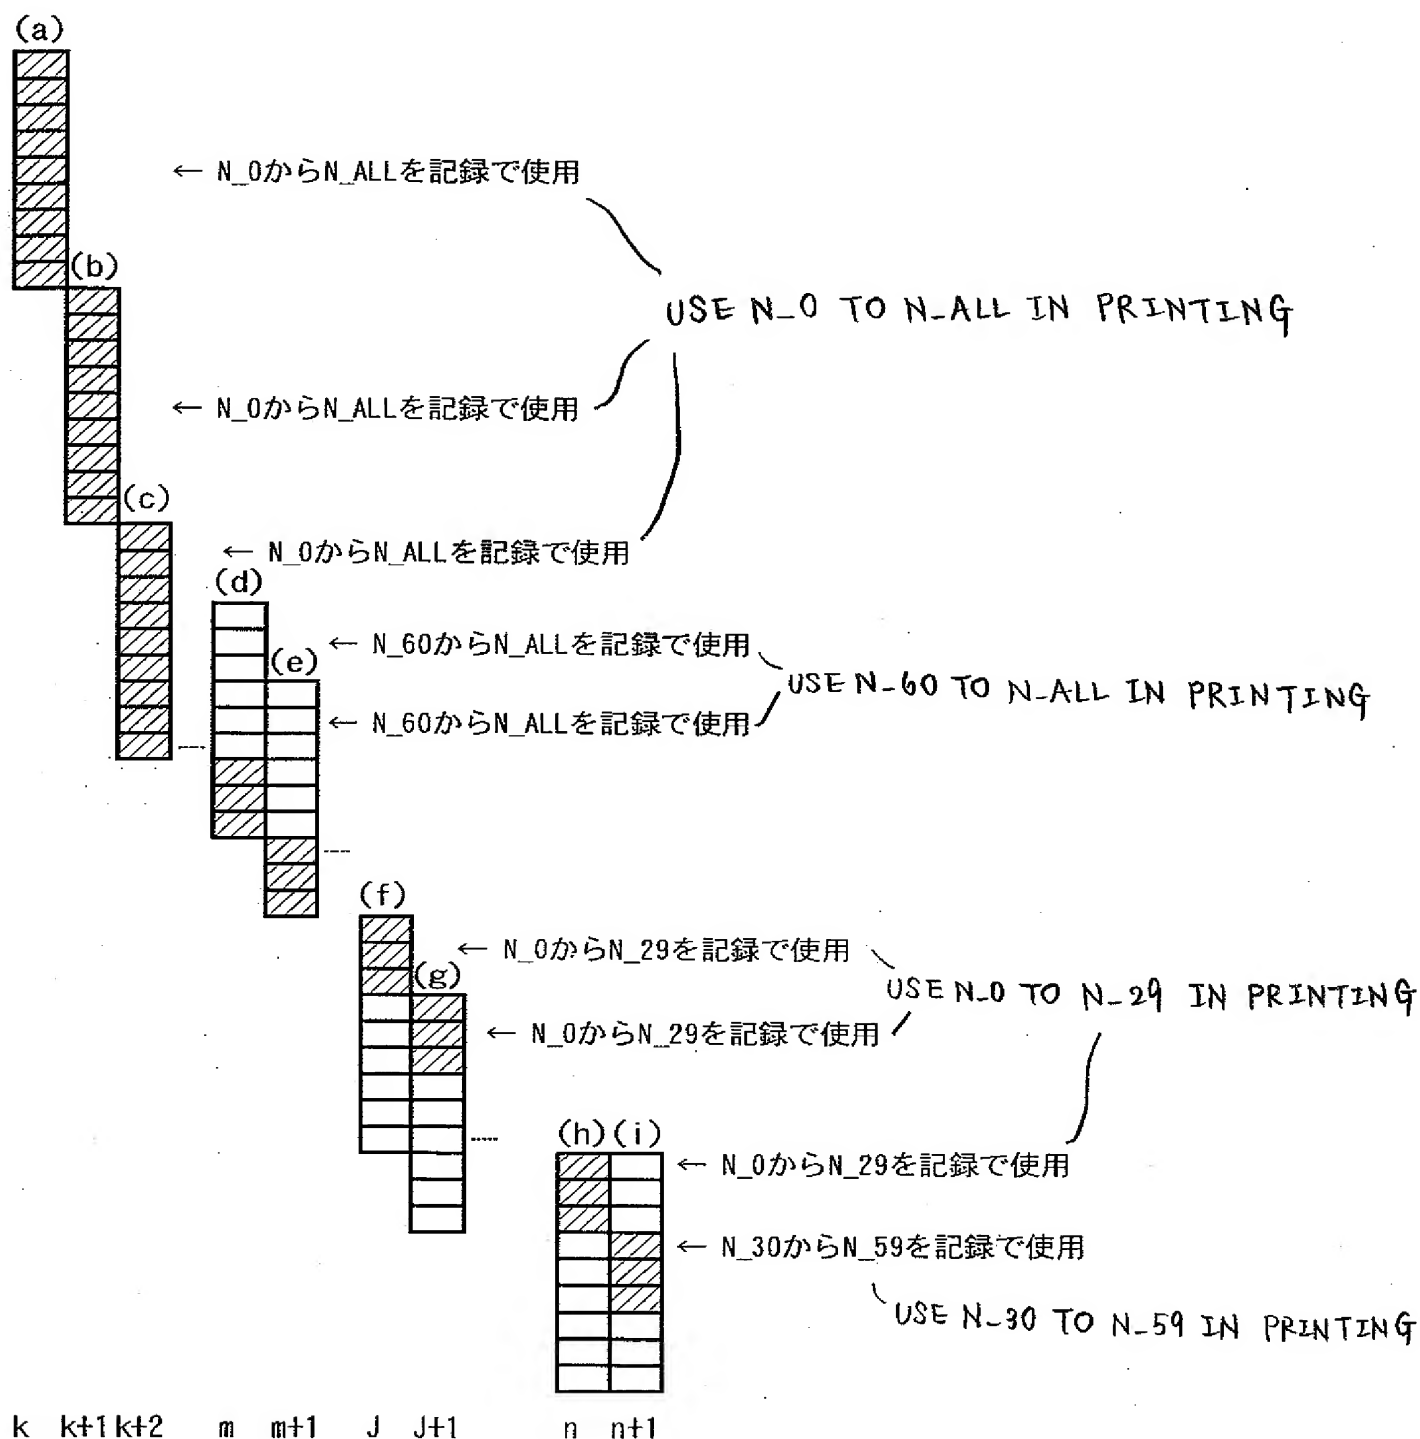 (a)
← N_0からN_ALLを記録で使用
(b)
USE N_0 TO N_ALL IN PRINTING
← N_0からN_ALLを記録で使用
(c)
← N_0からN_ALLを記録で使用
(d)
← N_60からN_ALLを記録で使用
(e)
USE N_60 TO N_ALL IN PRINTING
← N_60からN_ALLを記録で使用
(f)
← N_0からN_29を記録で使用
(g)
USE N_0 TO N_29 IN PRINTING
← N_0からN_29を記録で使用
(h) (i)
← N_0からN_29を記録で使用
← N_30からN_59を記録で使用
USE N_30 TO N_59 IN PRINTING
k k+1 k+2 m m+1 J J+1 n n+1